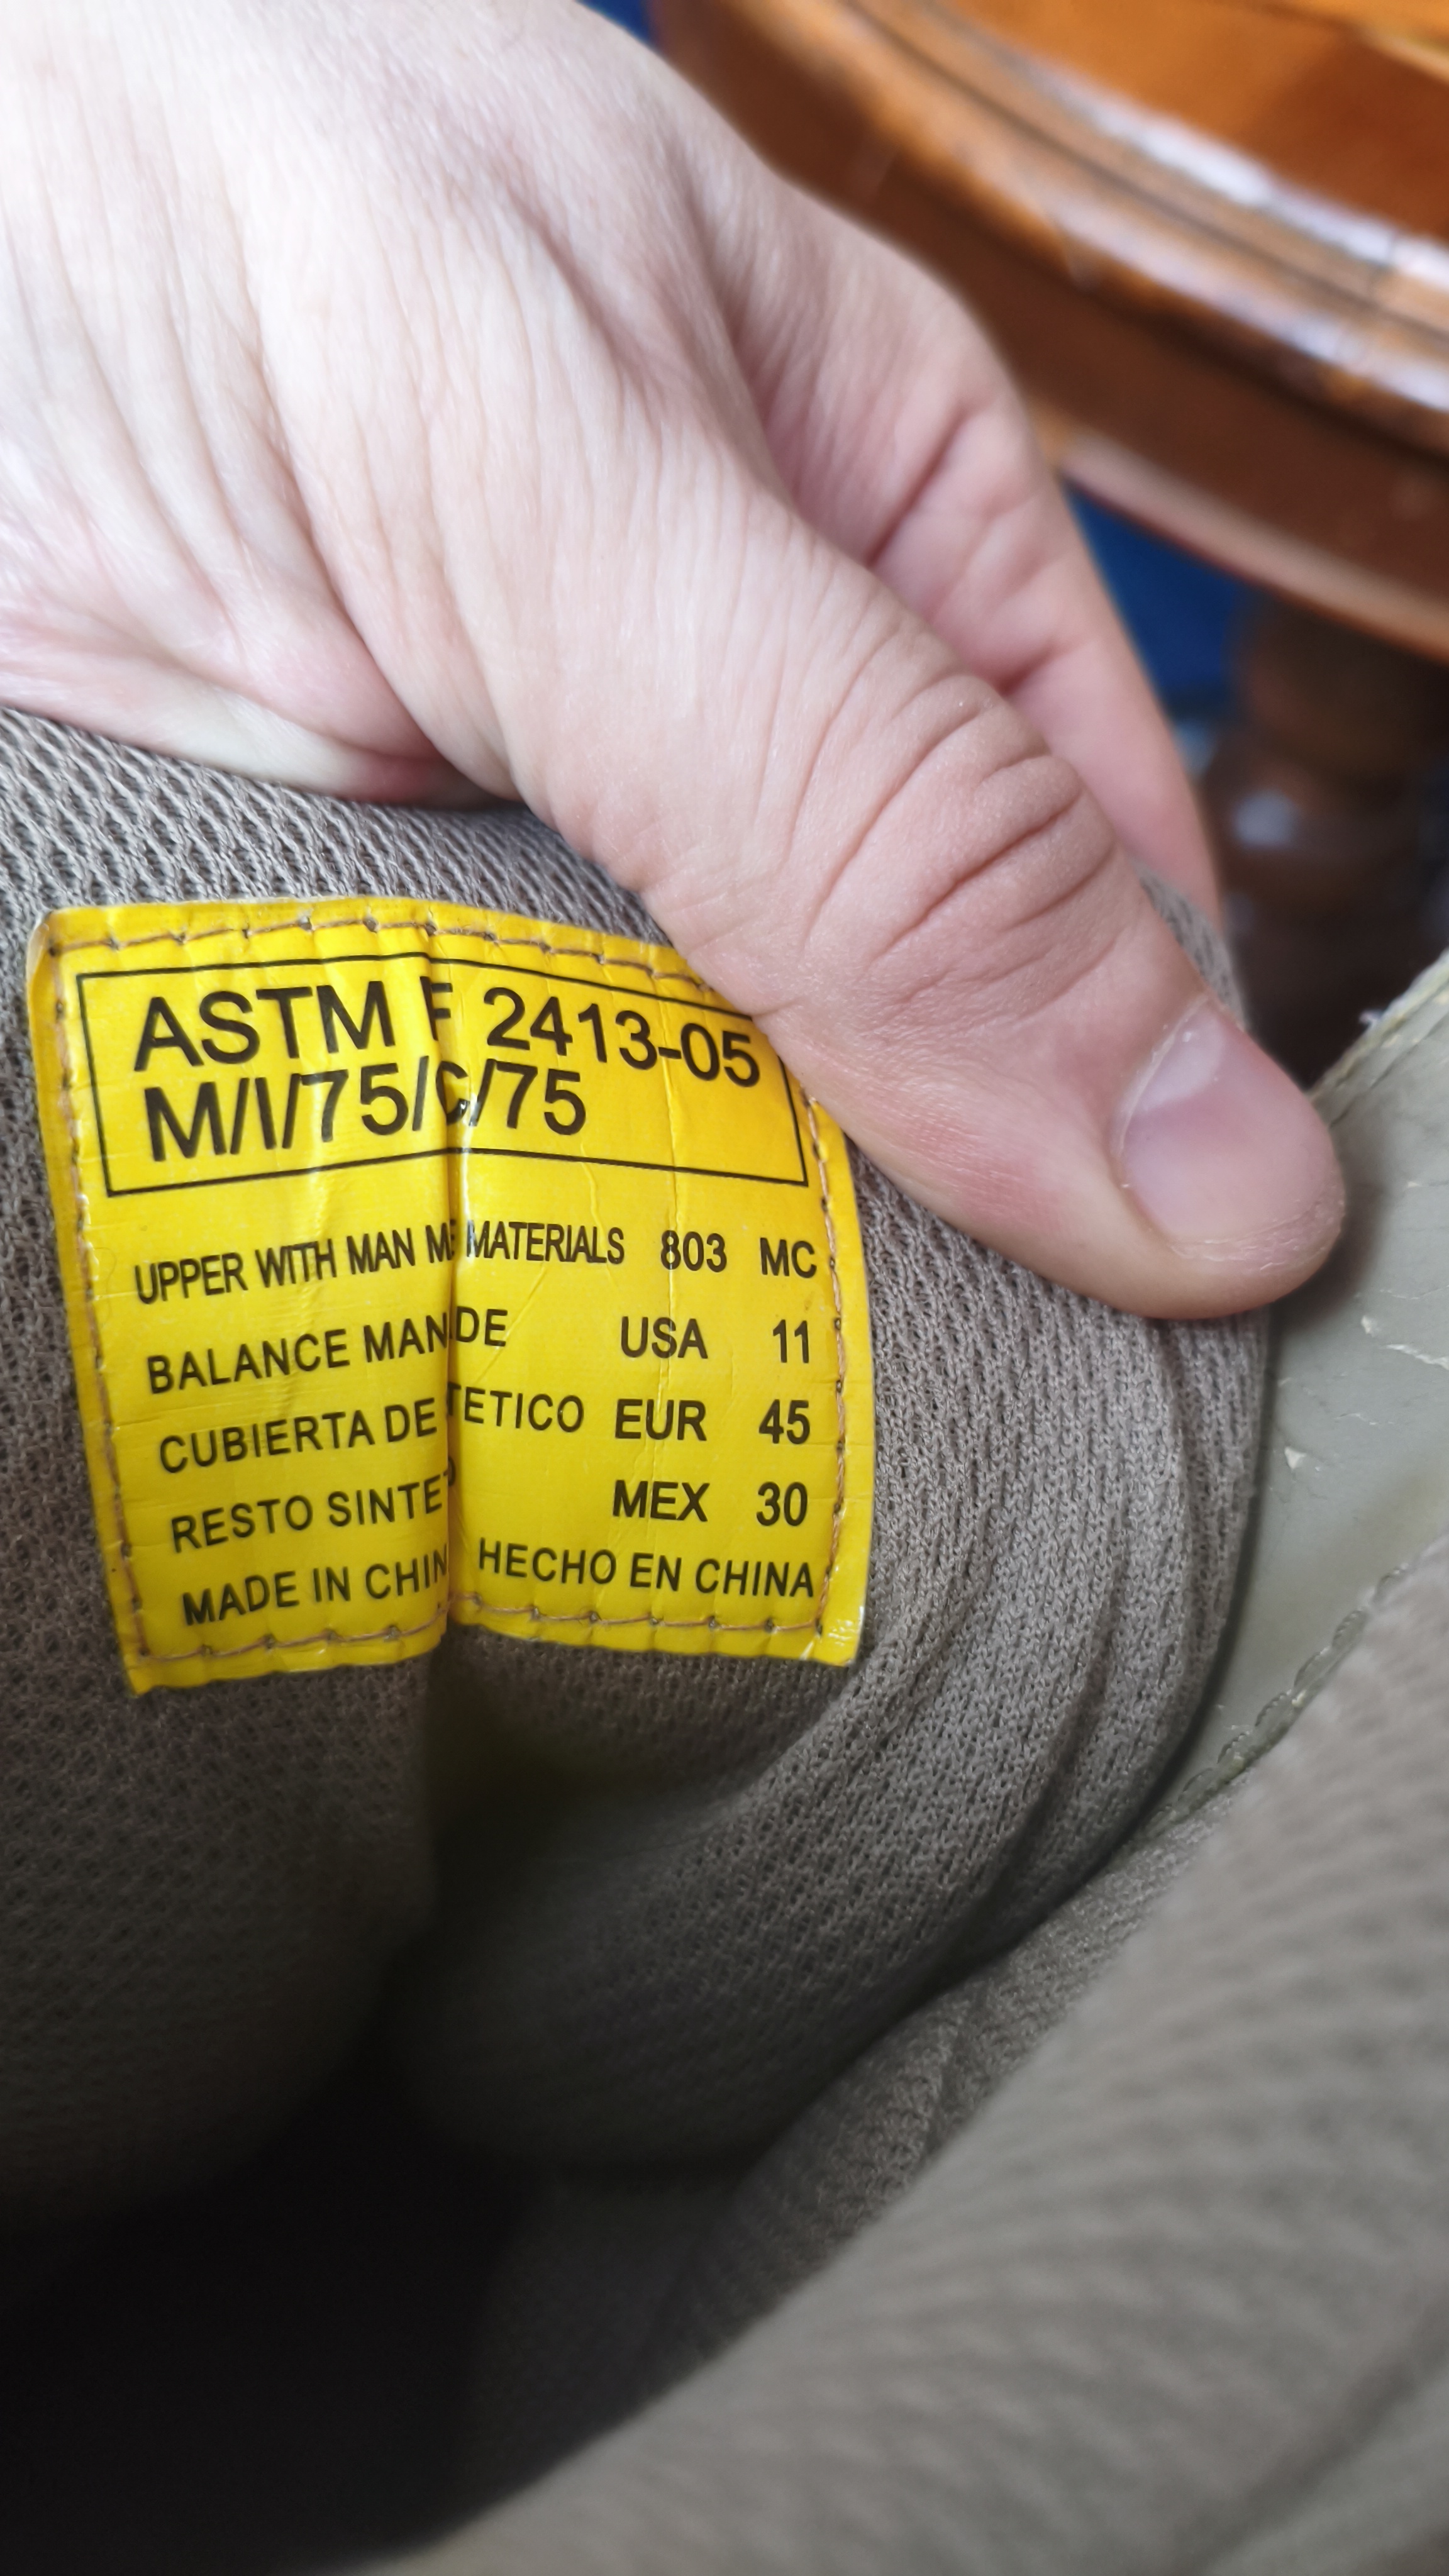 ASTM F 2413-05
M/I/75/C/75
UPPER WITH MAN MATERIALS 803 MC
BALANCE MAN DE USA 11
CUBIERTA DE TETICO EUR 45
RESTO SINTE MEX 30
MADE IN CHIN HECHO EN CHINA